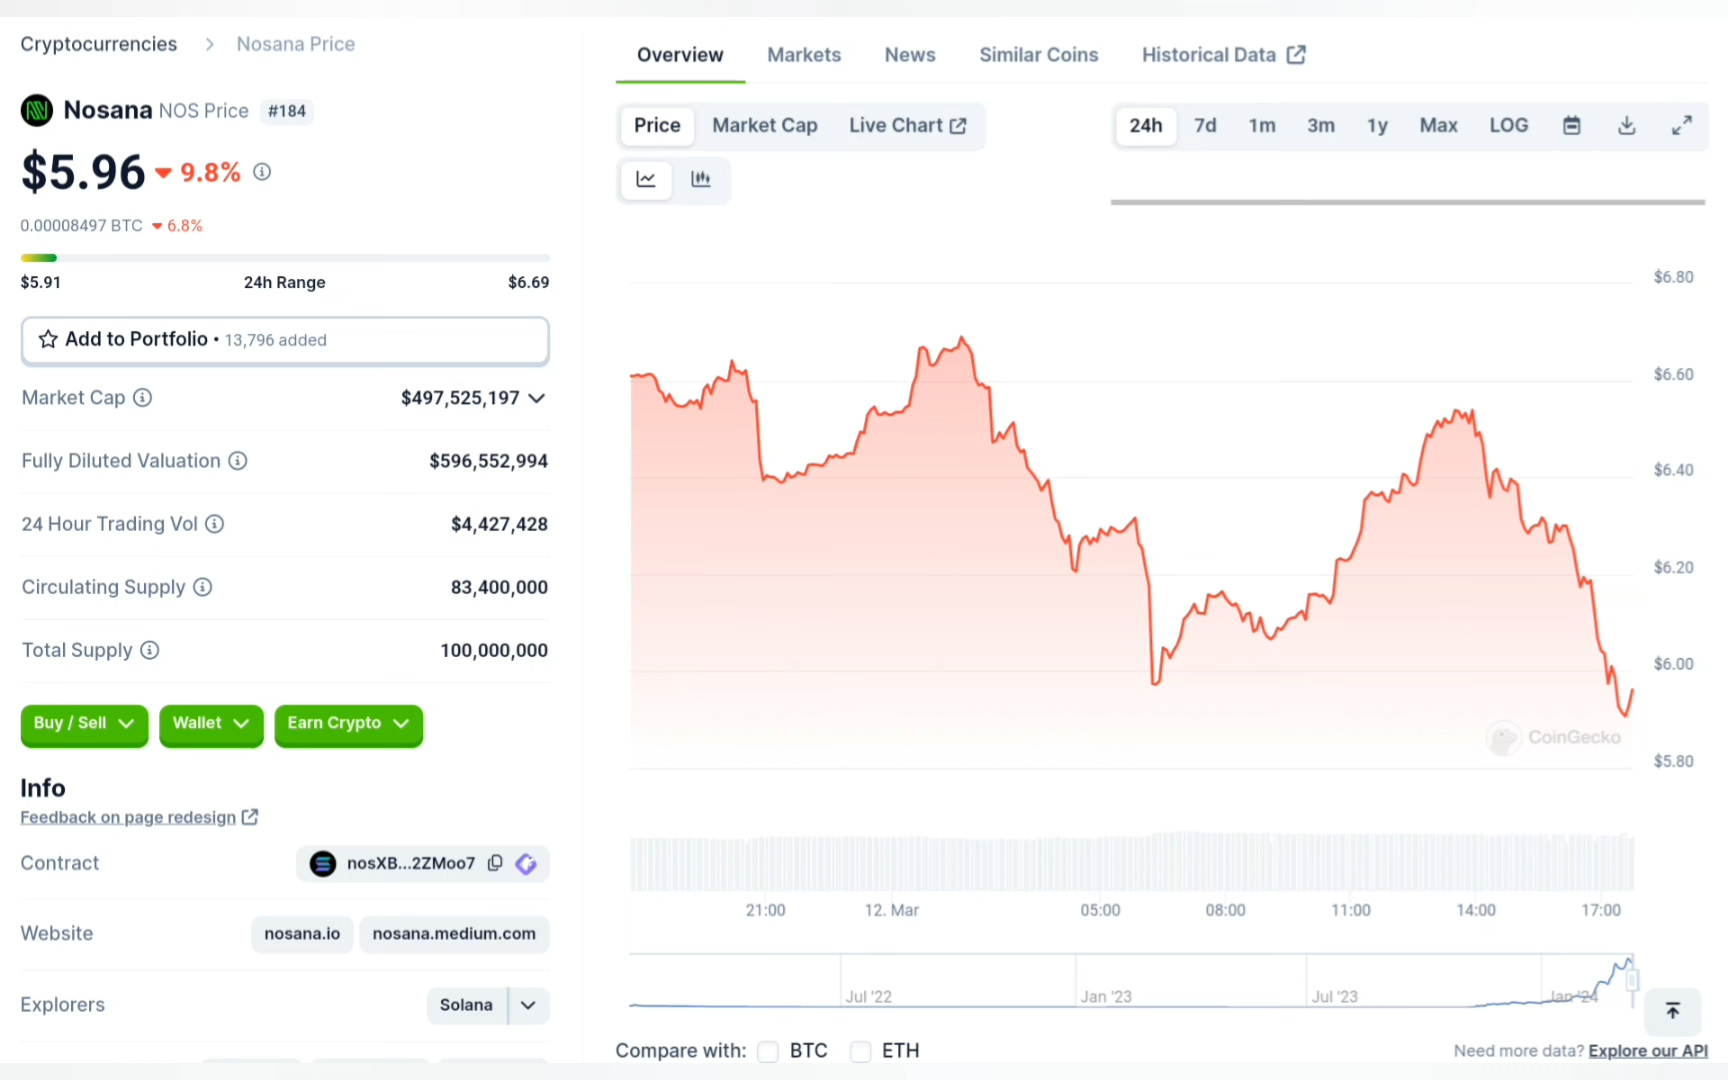 Cryptocurrencies > Nosana Price
Nosana NOS Price #184
$5.96 9.8%
0.00008497 BTC 6.8%
$5.91 24h Range $6.69
Add to Portfolio • 13,796 added
Market Cap $497,525,197
Fully Diluted Valuation $596,552,994
24 Hour Trading Vol $4,427,428
Circulating Supply 83,400,000
Total Supply 100,000,000
Buy / Sell Wallet Earn Crypto
Info
Feedback on page redesign
Contract nosXB...2ZMoo7
Website nosana.io nosana.medium.com
Explorers Solana
Overview Markets News Similar Coins Historical Data
Price Market Cap Live Chart 24h 7d 1m 3m 1y Max LOG
$6.80
$6.60
$6.40
$6.20
$6.00
CoinGecko
$5.80
21:00 12. Mar 05:00 08:00 11:00 14:00 17:00
Jul '22 Jan '23 Jul '23 Jan '24
Compare with: BTC ETH Need more data? Explore our API